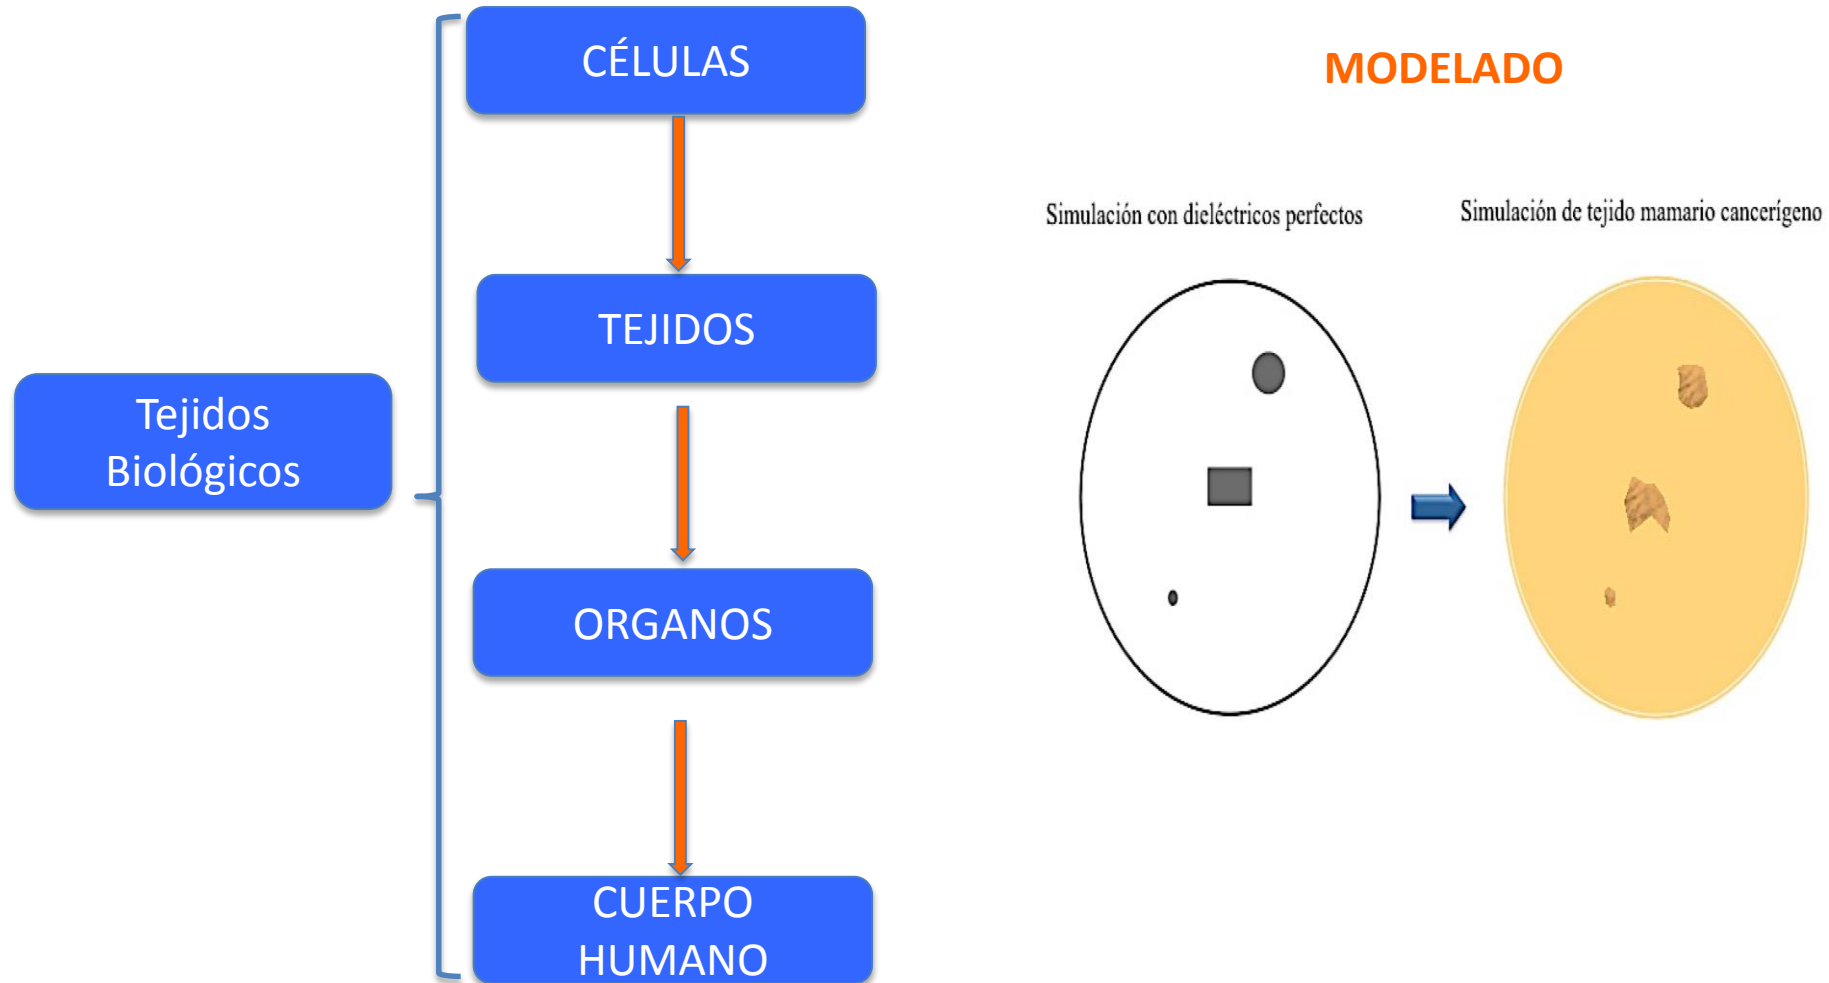 Tejidos
Biológicos
CÉLULAS
TEJIDOS
ORGANOS
CUERPO
HUMANO
MODELADO
Simulación con dieléctricos perfectos
Simulación de tejido mamario cancerígeno